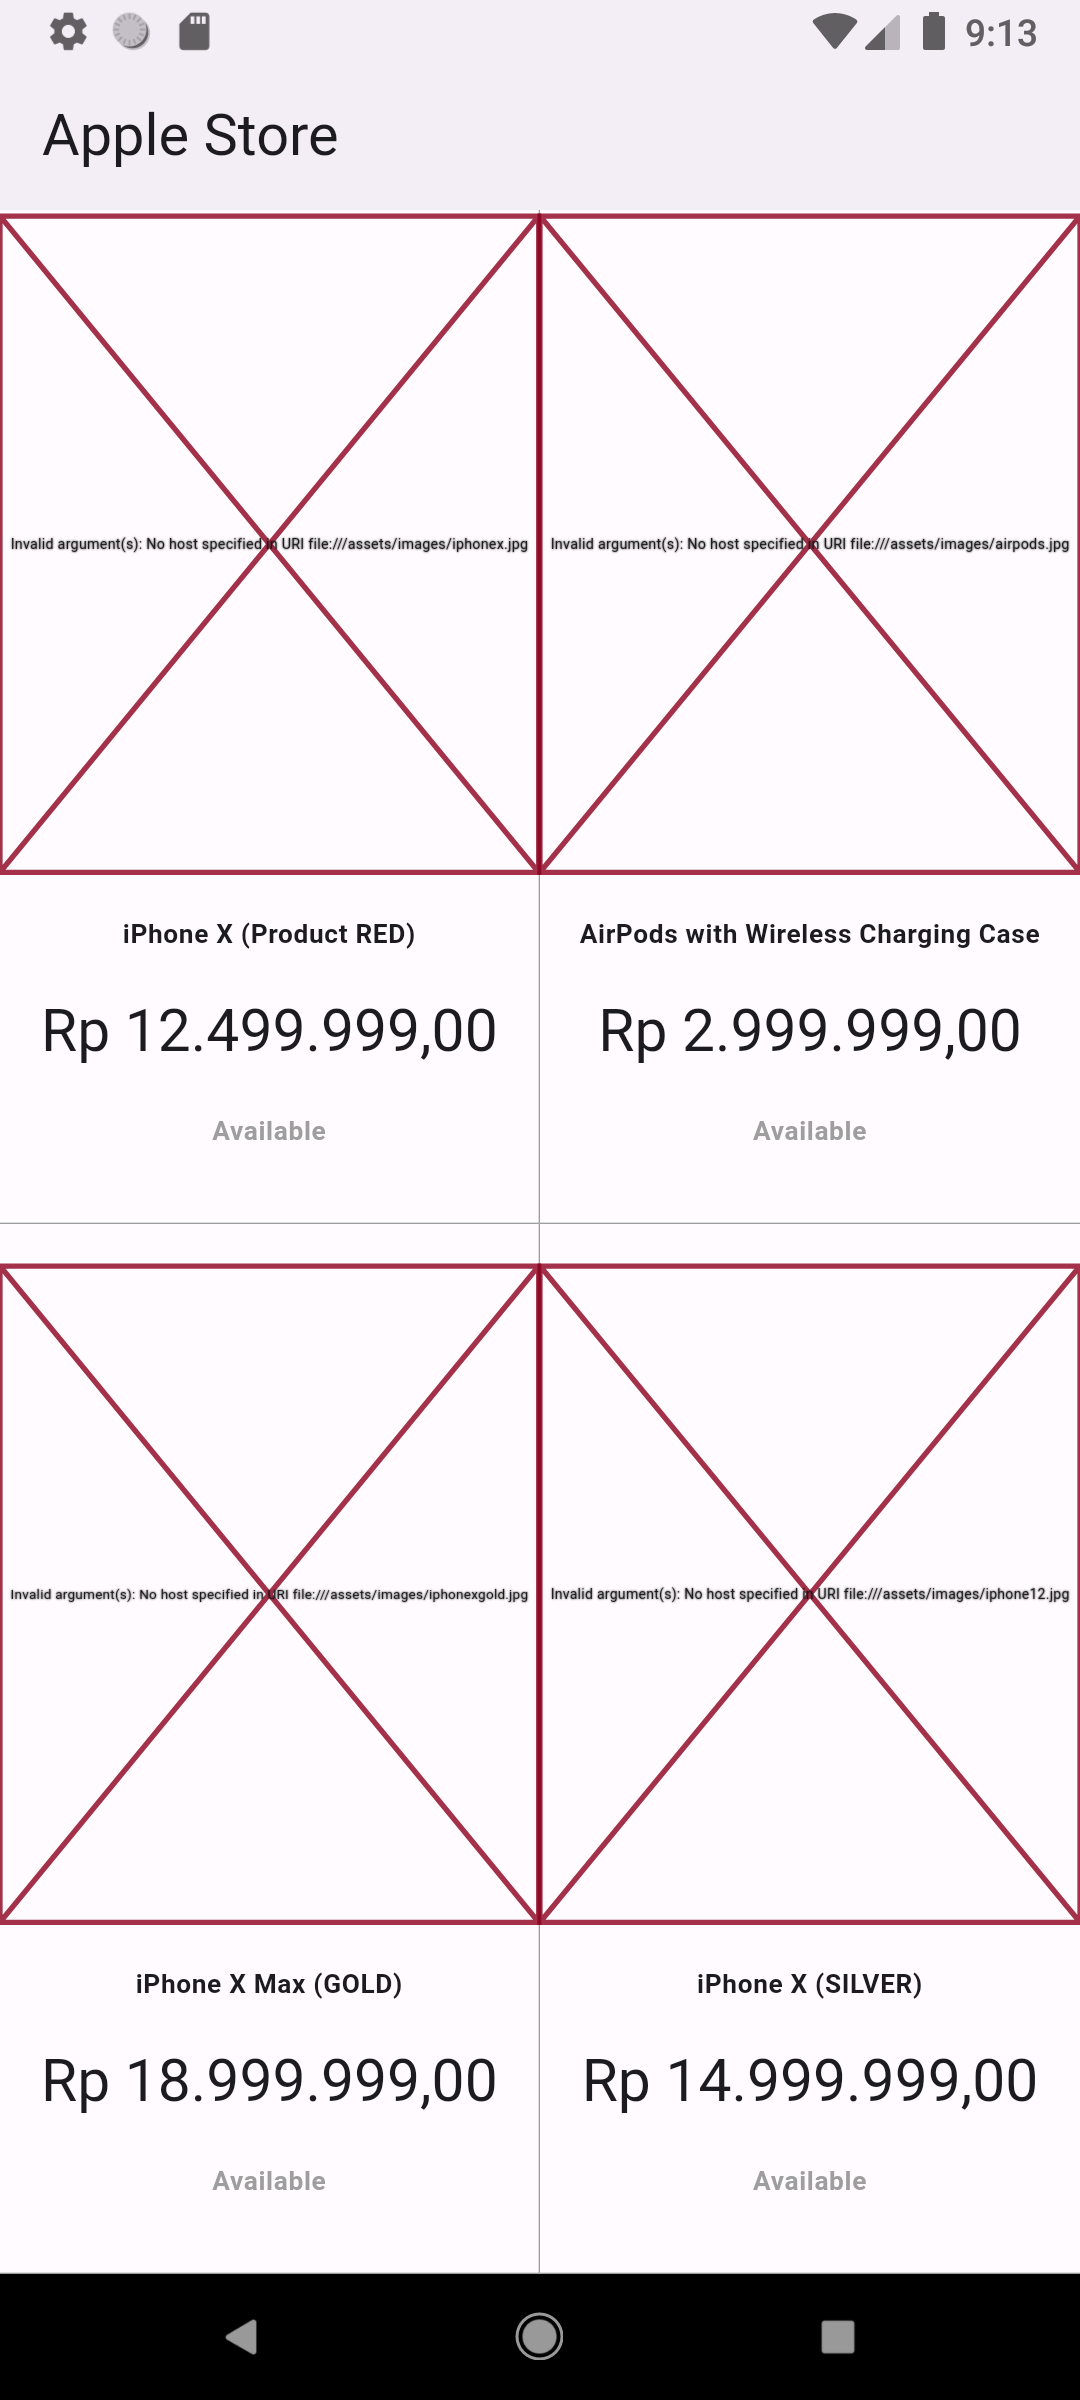 9:13
Apple Store
Invalid argument(s): No host specified in URI file:///assets/images/iphonex.jpg
Invalid argument(s): No host specified in URI file:///assets/images/airpods.jpg
iPhone X (Product RED)
AirPods with Wireless Charging Case
Rp 12.499.999,00
Rp 2.999.999,00
Available
Available
Invalid argument(s): No host specified in URI file:///assets/images/iphonexgold.jpg
Invalid argument(s): No host specified in URI file:///assets/images/iphone12.jpg
iPhone X Max (GOLD)
iPhone X (SILVER)
Rp 18.999.999,00
Rp 14.999.999,00
Available
Available